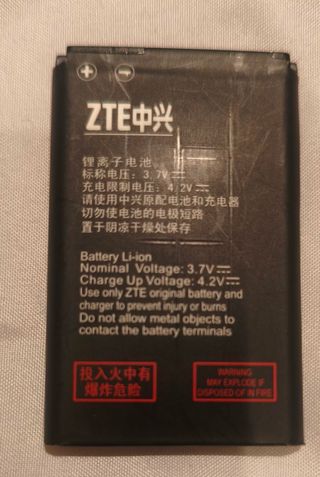 ZTE中兴
锂离子电池
标称电压: 3.7V⎓
充电限制电压: 4.2V⎓
请使用中兴原配电池和充电器
切勿使电池的电极短路
置于阴凉干燥处保存
Battery Li-ion
Nominal Voltage: 3.7V⎓
Charge Up Voltage: 4.2V⎓
Use only ZTE original battery and
charger to prevent injury or burns
Do not allow metal objects to
contact the battery terminals
投入火中有
爆炸危险
WARNING
MAY EXPLODE IF
DISPOSED OF IN FIRE